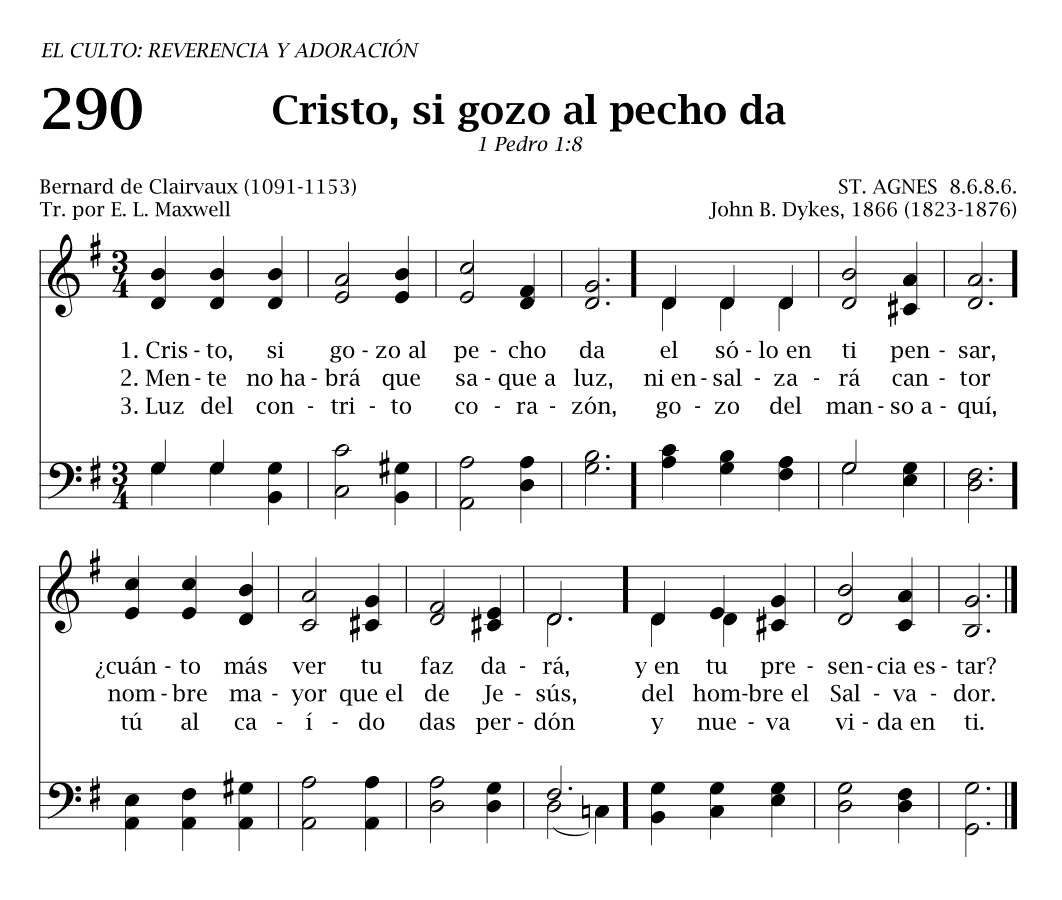 EL CULTO: REVERENCIA Y ADORACIÓN
290
Cristo, si gozo al pecho da
1 Pedro 1:8
Bernard de Clairvaux (1091-1153)
Tr. por E. L. Maxwell
ST. AGNES 8.6.8.6.
John B. Dykes, 1866 (1823-1876)
3
4
1. Cris - to, si go - zo al pe - cho da el só - lo en ti pen - sar,
2. Men - te no ha - brá que sa - que a luz, ni en - sal - za - rá can - tor
3. Luz del con - tri - to co - ra - zón, go - zo del man - so a - quí,
3
4
¿cuán - to más ver tu faz da - rá, y en tu pre - sen - cia es - tar?
nom - bre ma - yor que el de Je - sús, del hom - bre el Sal - va - dor.
tú al ca - í - do das per - dón y nue - va vi - da en ti.